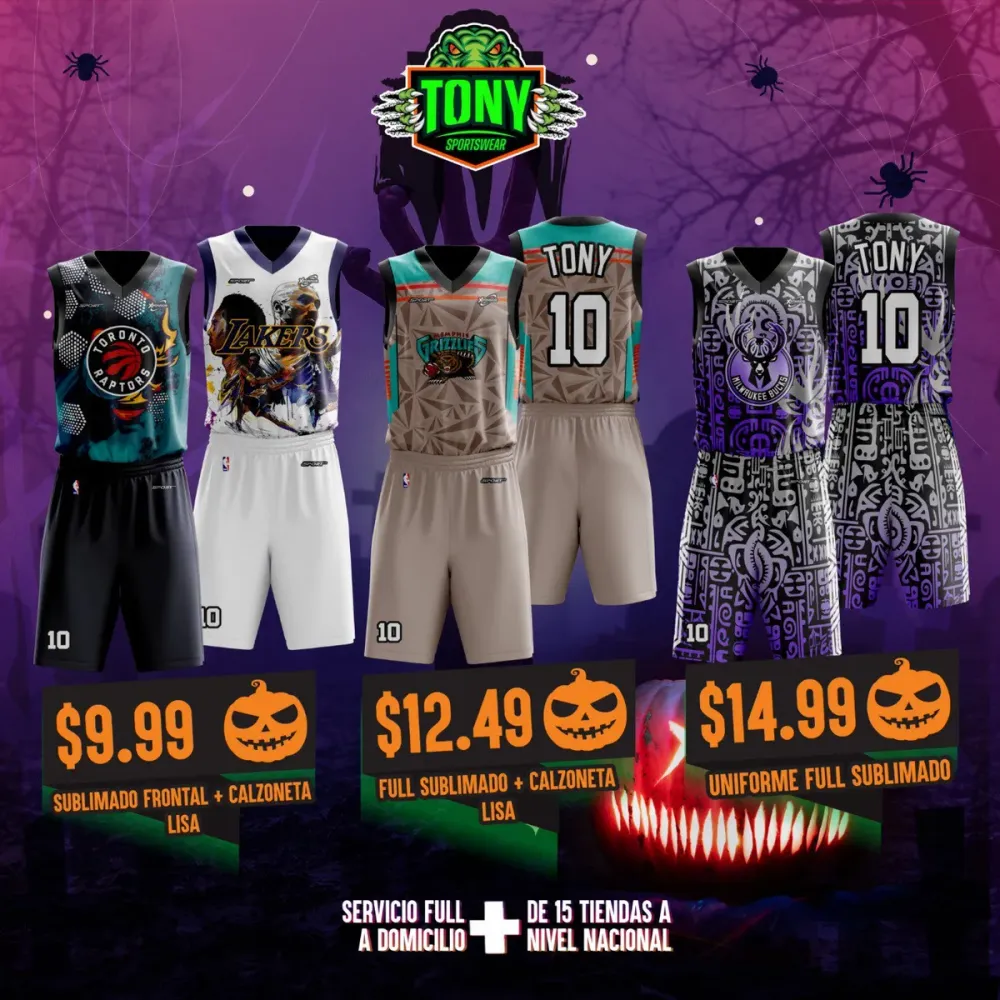 TONY
SPORTSWEAR
TORONTO
RAPTORS
LAKERS
MEMPHIS
GRIZZLIES
TONY
10
MILWAUKEE BUCKS
TONY
10
10
10
10
10
$9.99
SUBLIMADO FRONTAL + CALZONETA
LISA
$12.49
FULL SUBLIMADO + CALZONETA
LISA
$14.99
UNIFORME FULL SUBLIMADO
SERVICIO FULL
A DOMICILIO
DE 15 TIENDAS A
NIVEL NACIONAL